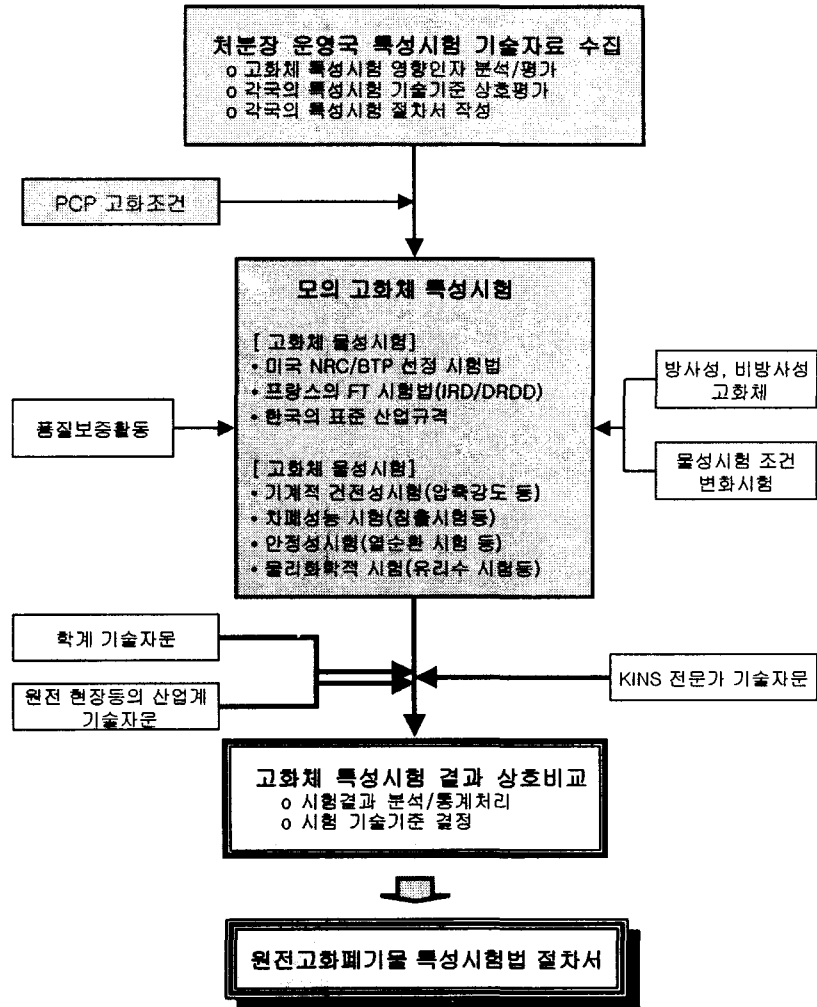 처분장 운영국 특성시험 기술자료 수집
o 고화체 특성시험 영향인자 분석/평가
o 각국의 특성시험 기술기준 상호평가
o 각국의 특성시험 절차서 작성
PCP 고화조건
모의 고화체 특성시험
[ 고화체 물성시험]
• 미국 NRC/BTP 선정 시험법
• 프랑스의 FT 시험법(IRD/DRDD)
• 한국의 표준 산업규격
[ 고화체 물성시험]
• 기계적 건전성시험(압축강도 등)
• 차폐성능 시험(침출시험등)
• 안정성시험(열순환 시험 등)
• 물리화학적 시험(유리수 시험등)
품질보증활동
방사성, 비방사성
고화체
물성시험 조건
변화시험
학계 기술자문
원전 현장등의 산업계
기술자문
KINS 전문가 기술자문
고화체 특성시험 결과 상호비교
o 시험결과 분석/통계처리
o 시험 기술기준 결정
원전고화폐기물 특성시험법 절차서